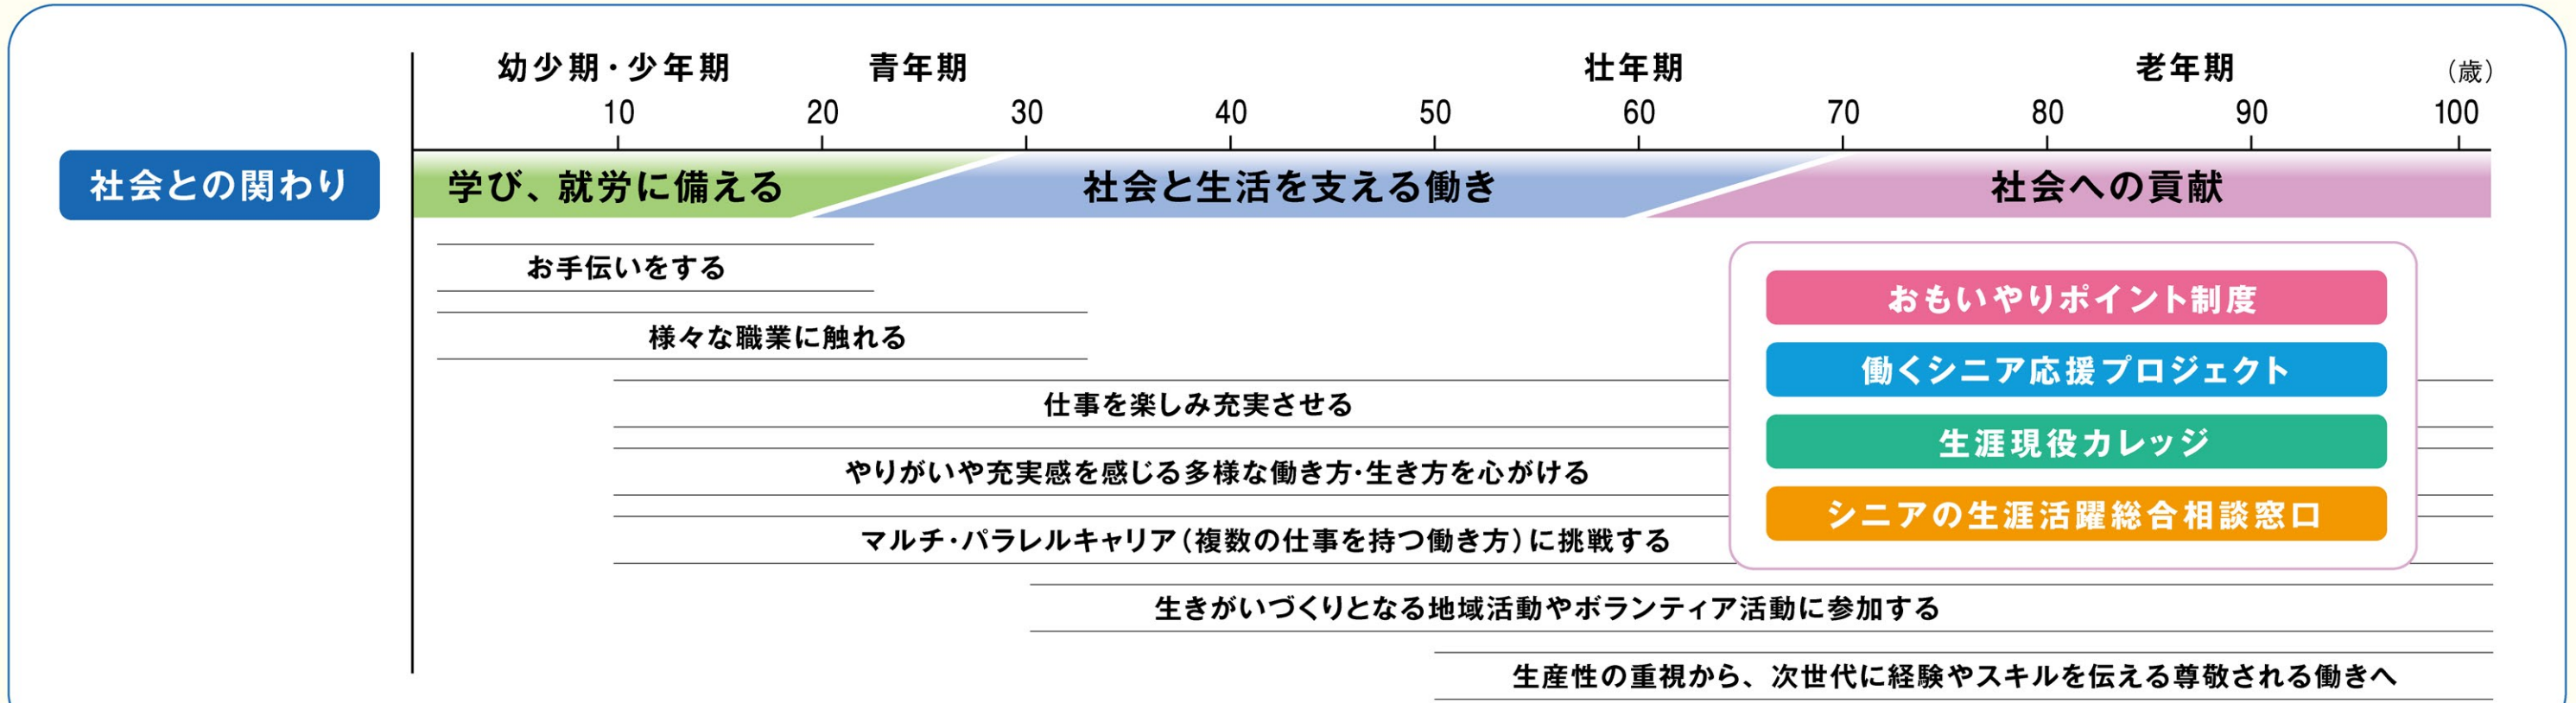 幼少期・少年期 青年期 壮年期 老年期 （歳）
10 20 30 40 50 60 70 80 90 100
社会との関わり
学び、就労に備える 社会と生活を支える働き 社会への貢献
お手伝いをする
様々な職業に触れる
仕事を楽しみ充実させる
やりがいや充実感を感じる多様な働き方・生き方を心がける
マルチ・パラレルキャリア（複数の仕事を持つ働き方）に挑戦する
生きがいづくりとなる地域活動やボランティア活動に参加する
生産性の重視から、次世代に経験やスキルを伝える尊敬される働きへ
おもいやりポイント制度
働くシニア応援プロジェクト
生涯現役カレッジ
シニアの生涯活躍総合相談窓口